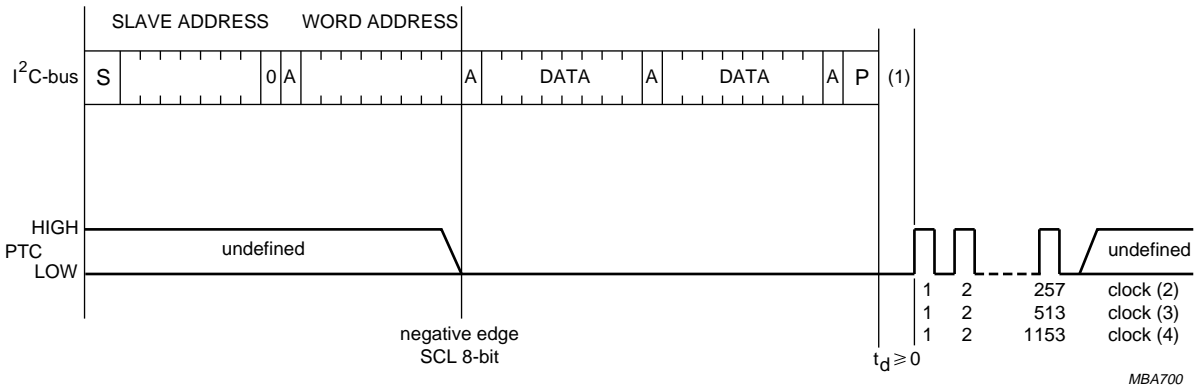 SLAVE ADDRESS WORD ADDRESS
I2C-bus S 0 A A DATA A DATA A P (1)
HIGH
PTC undefined undefined
LOW
1 2 257 clock (2)
1 2 513 clock (3)
1 2 1153 clock (4)
negative edge
SCL 8-bit
td ≥ 0
MBA700